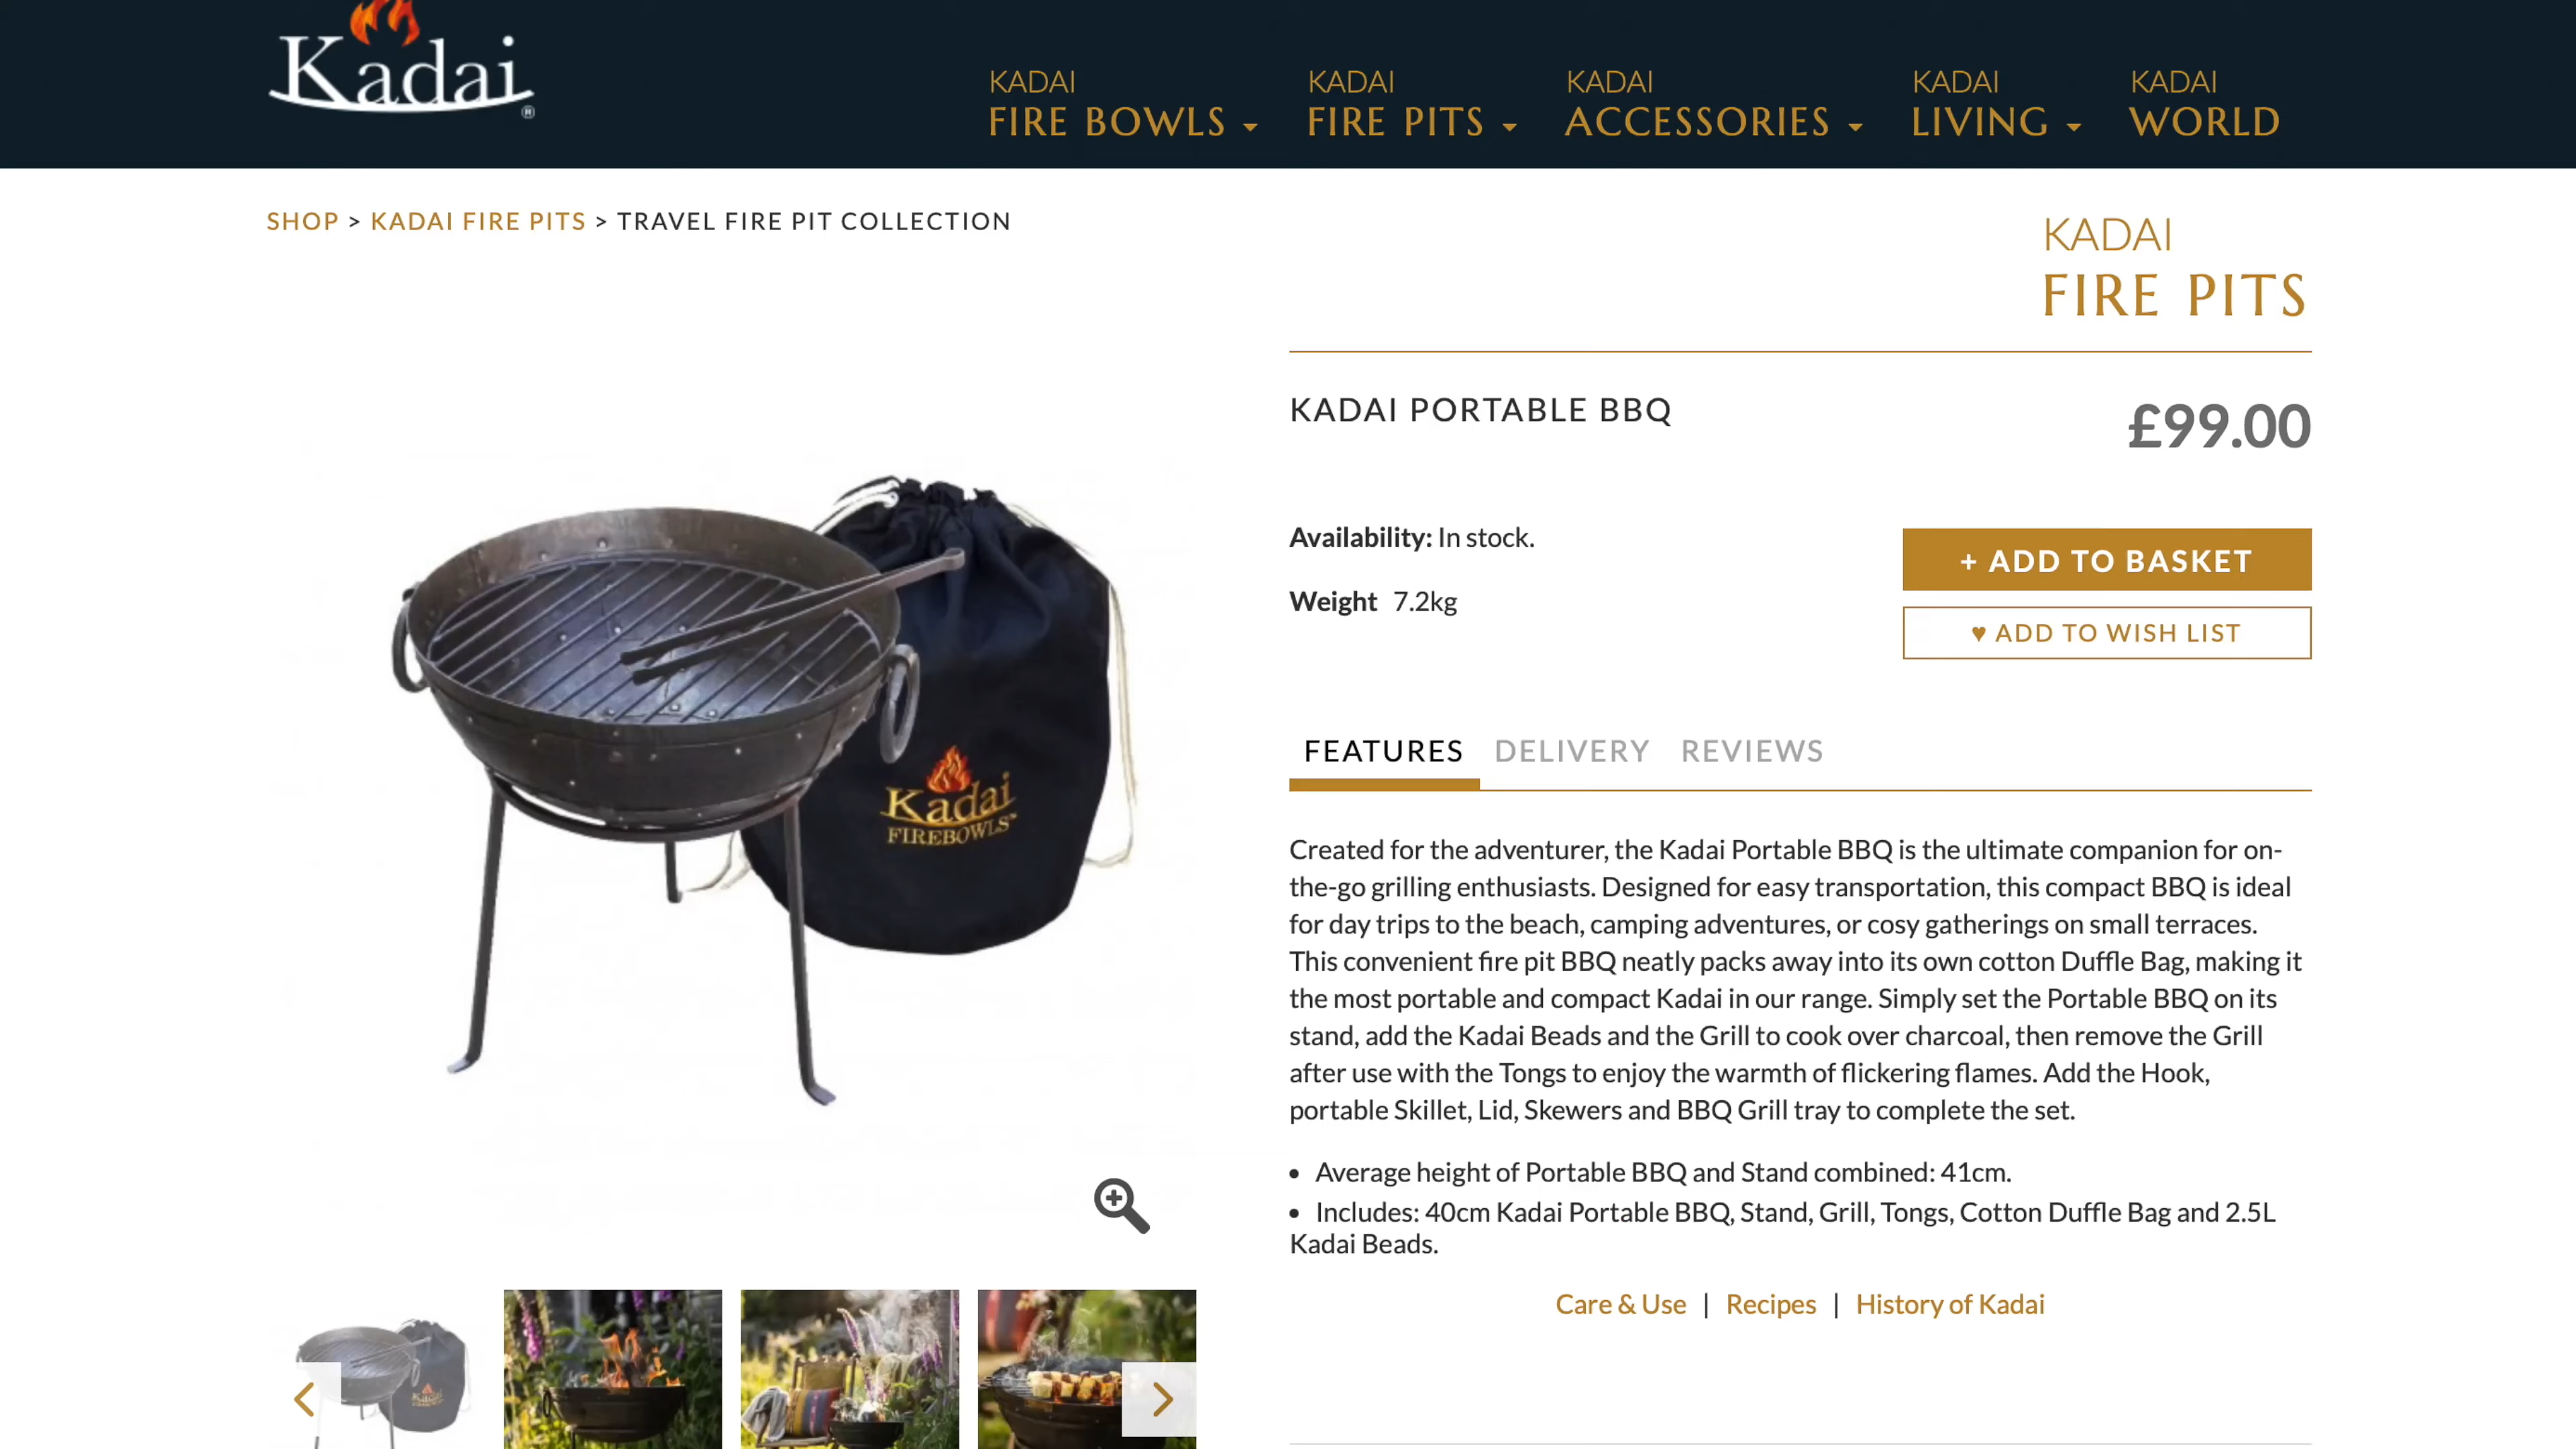 Kadai®
KADAI
FIRE BOWLS
KADAI
FIRE PITS
KADAI
ACCESSORIES
KADAI
LIVING
KADAI
WORLD
SHOP > KADAI FIRE PITS > TRAVEL FIRE PIT COLLECTION
KADAI
FIRE PITS
KADAI PORTABLE BBQ
£99.00
Availability: In stock.
Weight 7.2kg
+ ADD TO BASKET
♥ ADD TO WISH LIST
Kadai
FIREBOWLS™
FEATURES DELIVERY REVIEWS
Created for the adventurer, the Kadai Portable BBQ is the ultimate companion for on-
the-go grilling enthusiasts. Designed for easy transportation, this compact BBQ is ideal
for day trips to the beach, camping adventures, or cosy gatherings on small terraces.
This convenient fire pit BBQ neatly packs away into its own cotton Duffle Bag, making it
the most portable and compact Kadai in our range. Simply set the Portable BBQ on its
stand, add the Kadai Beads and the Grill to cook over charcoal, then remove the Grill
after use with the Tongs to enjoy the warmth of flickering flames. Add the Hook,
portable Skillet, Lid, Skewers and BBQ Grill tray to complete the set.
• Average height of Portable BBQ and Stand combined: 41cm.
• Includes: 40cm Kadai Portable BBQ, Stand, Grill, Tongs, Cotton Duffle Bag and 2.5L
Kadai Beads.
Care & Use | Recipes | History of Kadai
Kadai
FIREBOWLS